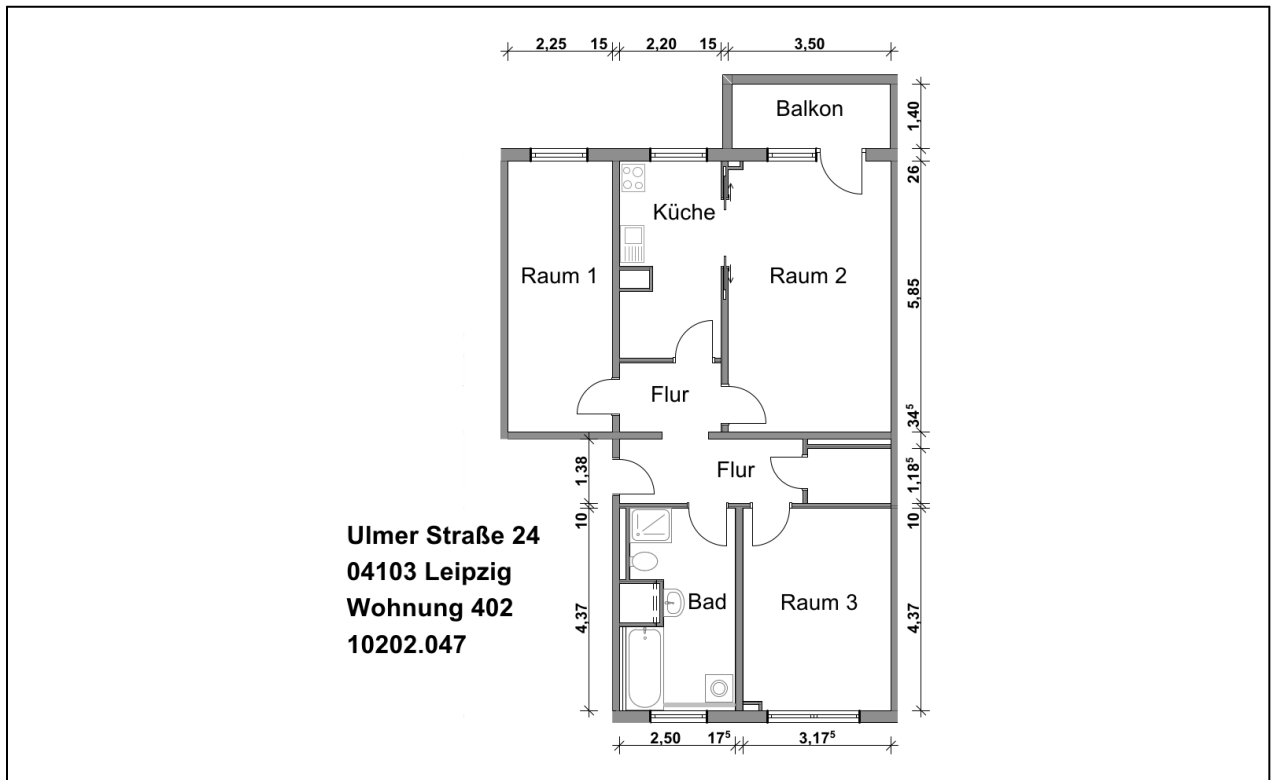 2,25 15 2,20 15 3,50
Balkon
1,40
26
Küche
Raum 1
Raum 2
5,85
Flur
34⁵
1,38
Flur
1,18⁵
10
10
Ulmer Straße 24
04103 Leipzig
Wohnung 402
10202.047
4,37
Bad
Raum 3
4,37
2,50 17⁵ 3,17⁵